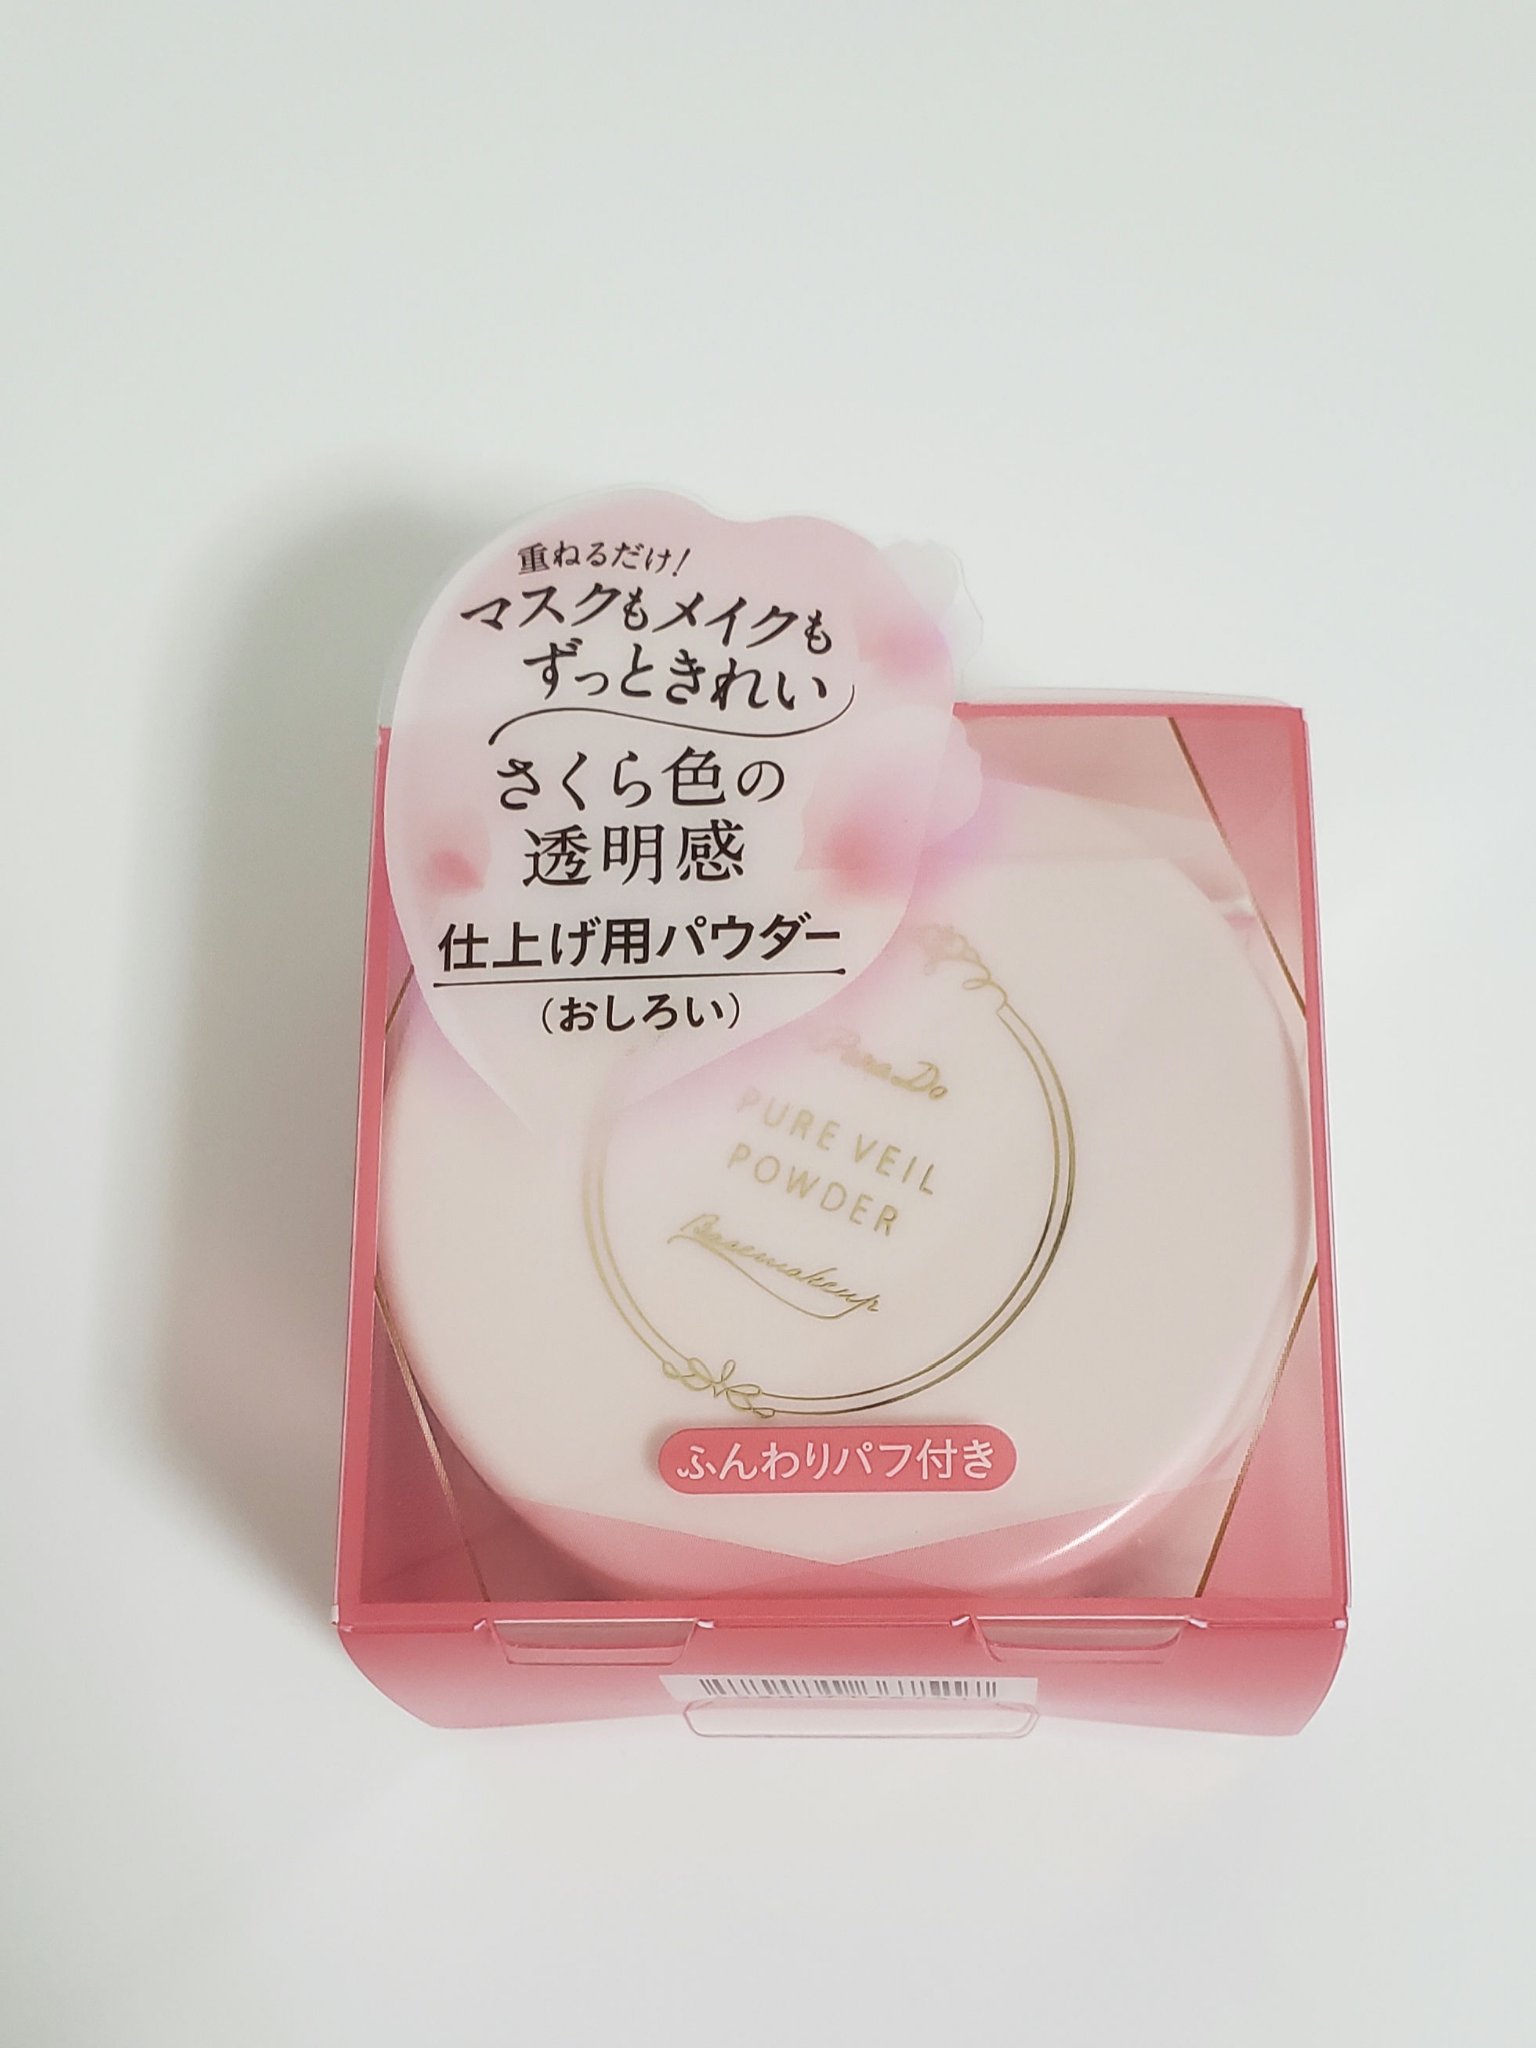 重ねるだけ!
マスクもメイクも
ずっときれい
さくら色の
透明感
仕上げ用パウダー
(おしろい)
ParaDo
PURE VEIL
POWDER
Basemakeup
ふんわりパフ付き